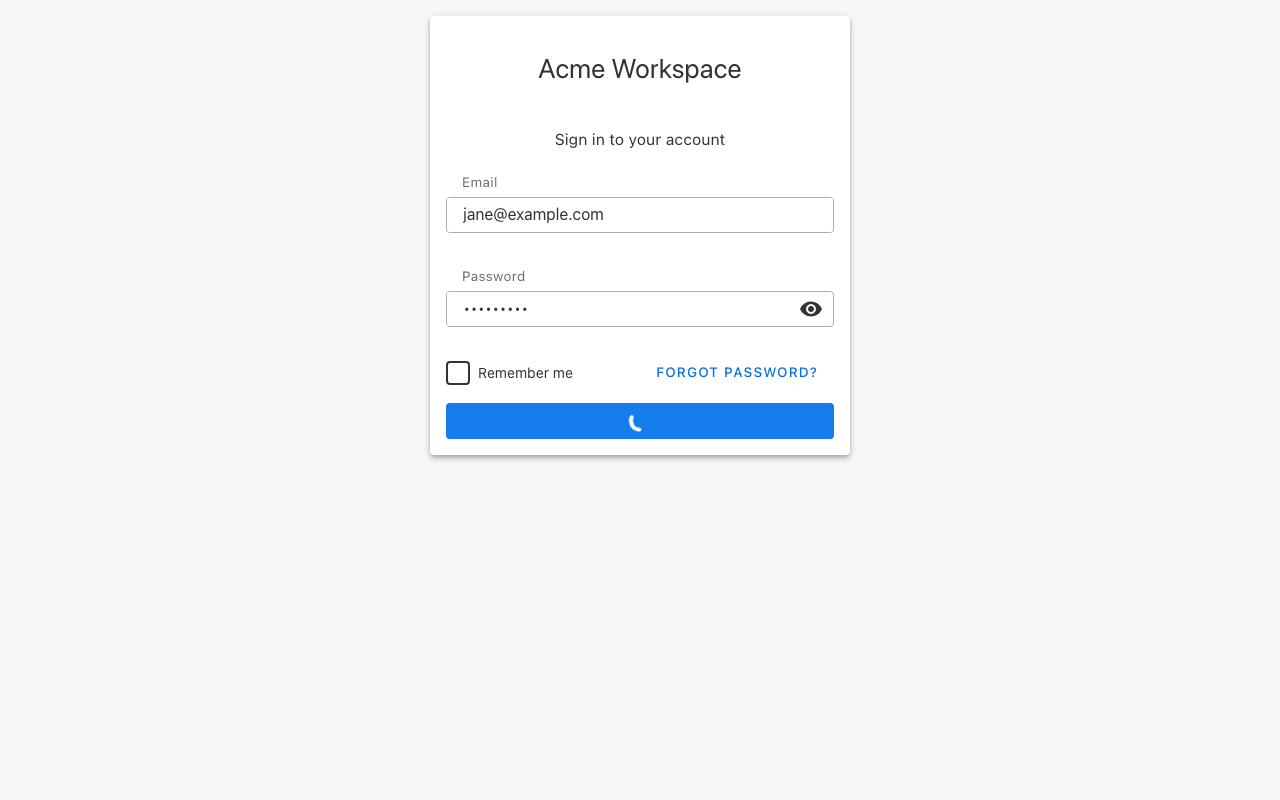 Acme Workspace
Sign in to your account
Email
jane@example.com
Password
•••••••••
Remember me
FORGOT PASSWORD?